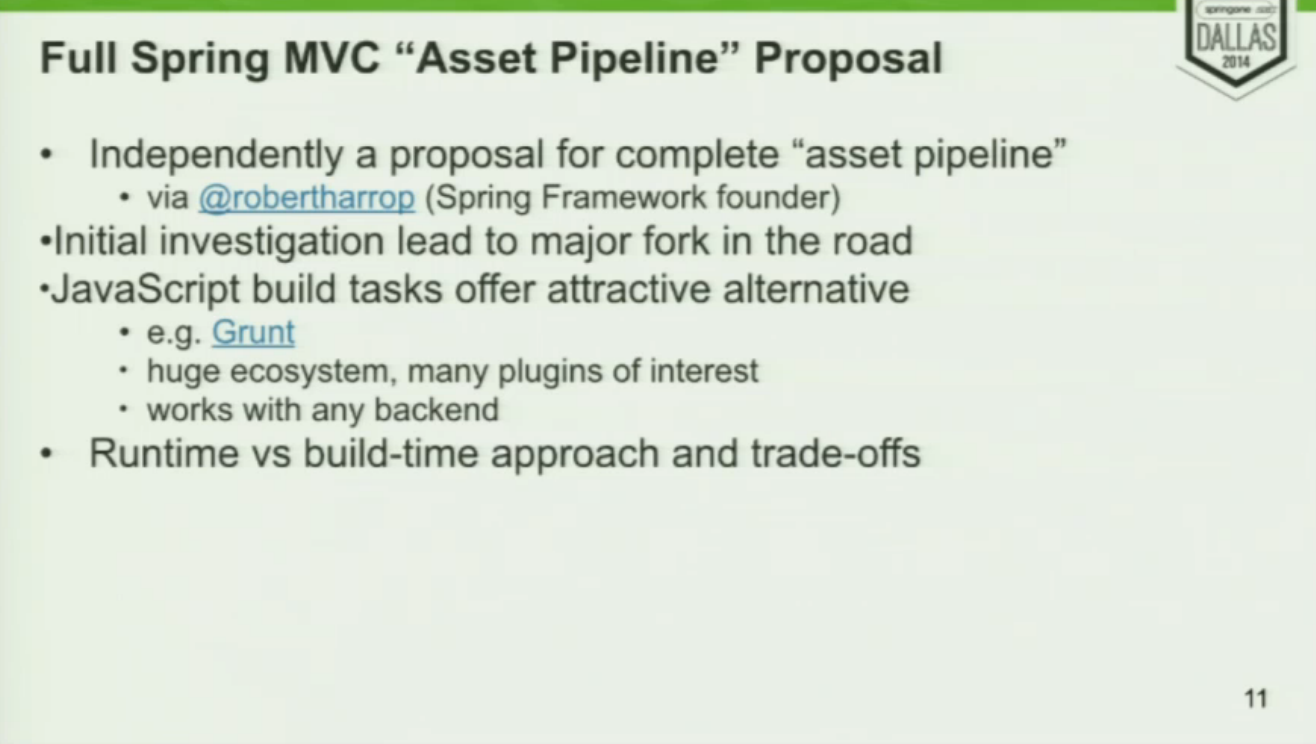 springone
DALLAS
2014
Full Spring MVC “Asset Pipeline” Proposal
• Independently a proposal for complete “asset pipeline”
• via @robertharrop (Spring Framework founder)
•Initial investigation lead to major fork in the road
•JavaScript build tasks offer attractive alternative
• e.g. Grunt
• huge ecosystem, many plugins of interest
• works with any backend
• Runtime vs build-time approach and trade-offs
11